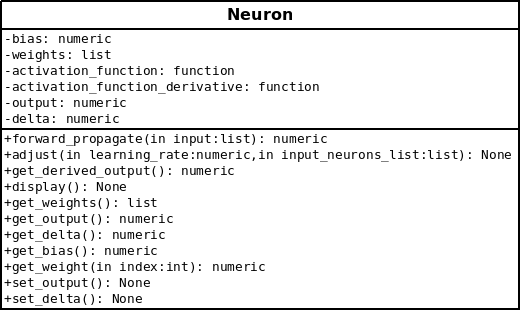 Neuron
-bias: numeric
-weights: list
-activation_function: function
-activation_function_derivative: function
-output: numeric
-delta: numeric
+forward_propagate(in input:list): numeric
+adjust(in learning_rate:numeric,in input_neurons_list:list): None
+get_derived_output(): numeric
+display(): None
+get_weights(): list
+get_output(): numeric
+get_delta(): numeric
+get_bias(): numeric
+get_weight(in index:int): numeric
+set_output(): None
+set_delta(): None